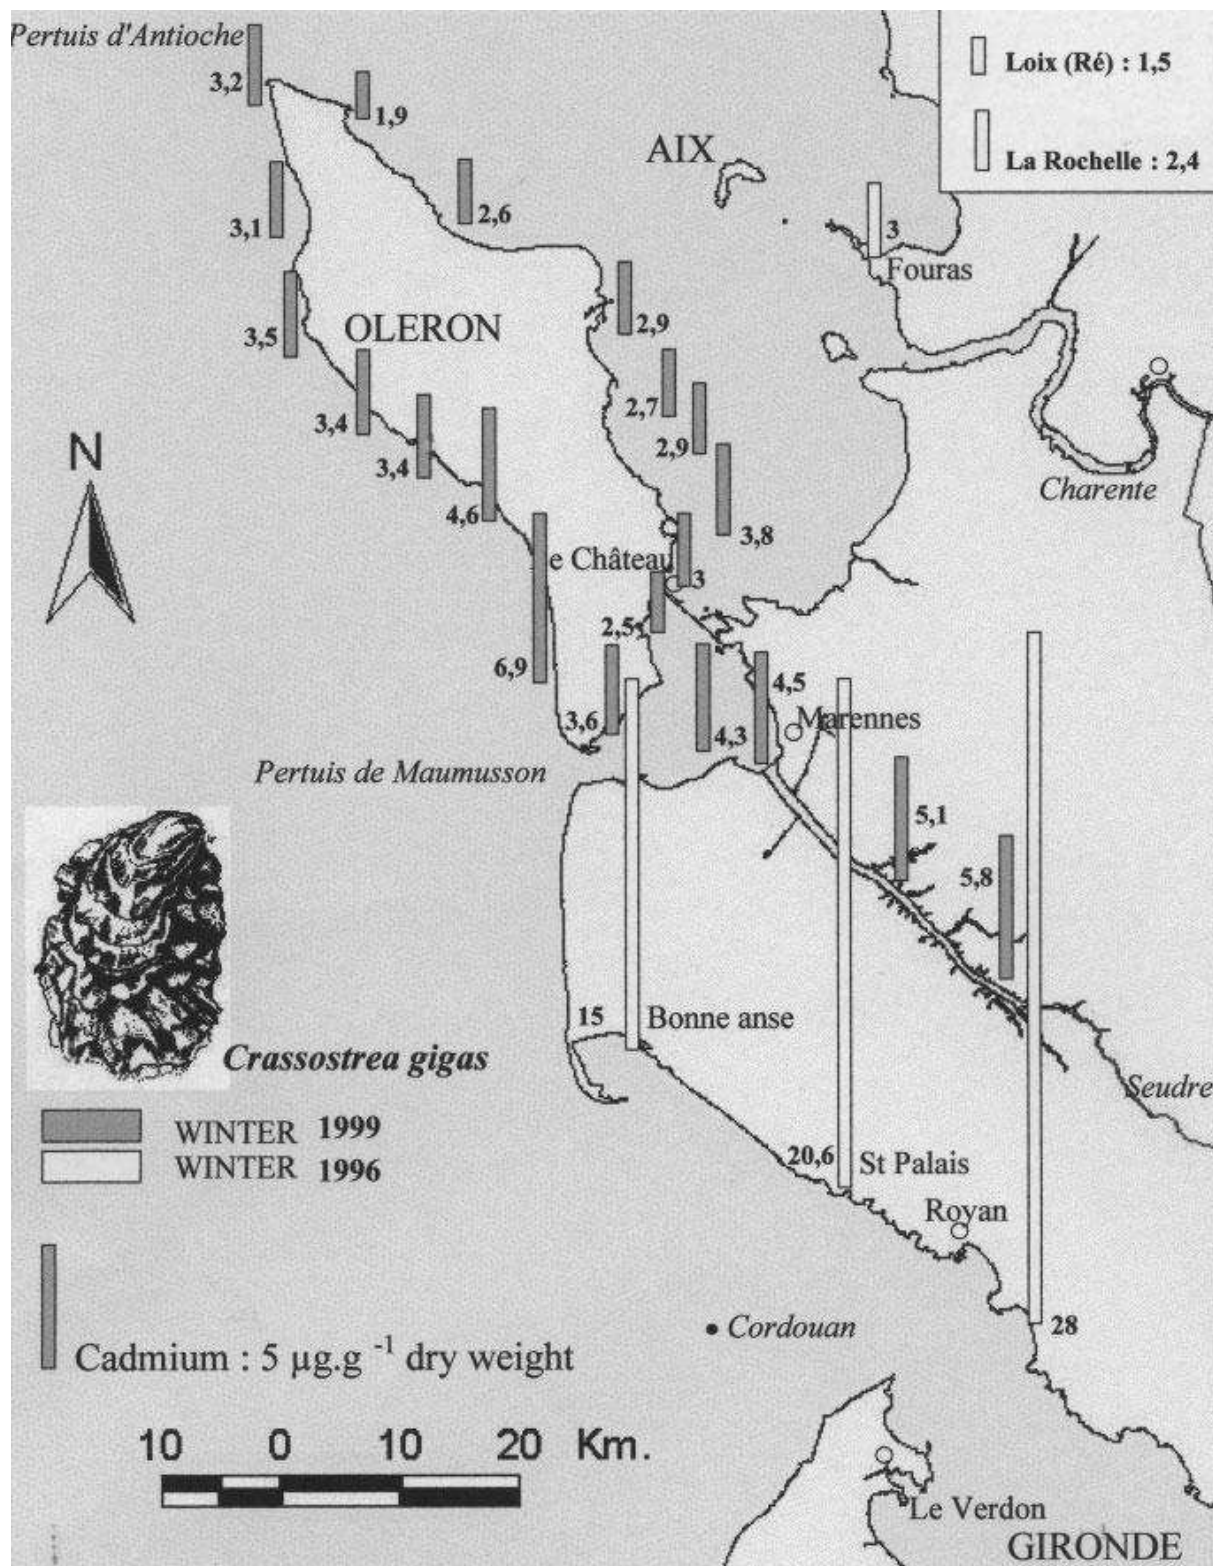 Pertuis d'Antioche
3,2
1,9
Loix (Ré) : 1,5
La Rochelle : 2,4
AIX
3,1
2,6
3
Fouras
3,5
OLERON
2,9
3,4
2,7
3,4
2,9
N
4,6
3,8
Charente
e Château
3
2,5
6,9
3,6
4,3
4,5
Marennes
Pertuis de Maumusson
5,1
5,8
15
Bonne anse
Crassostrea gigas
Seudre
WINTER 1999
WINTER 1996
20,6
St Palais
Royan
28
Cordouan
Cadmium : 5 µg.g -1 dry weight
10 0 10 20 Km.
Le Verdon
GIRONDE